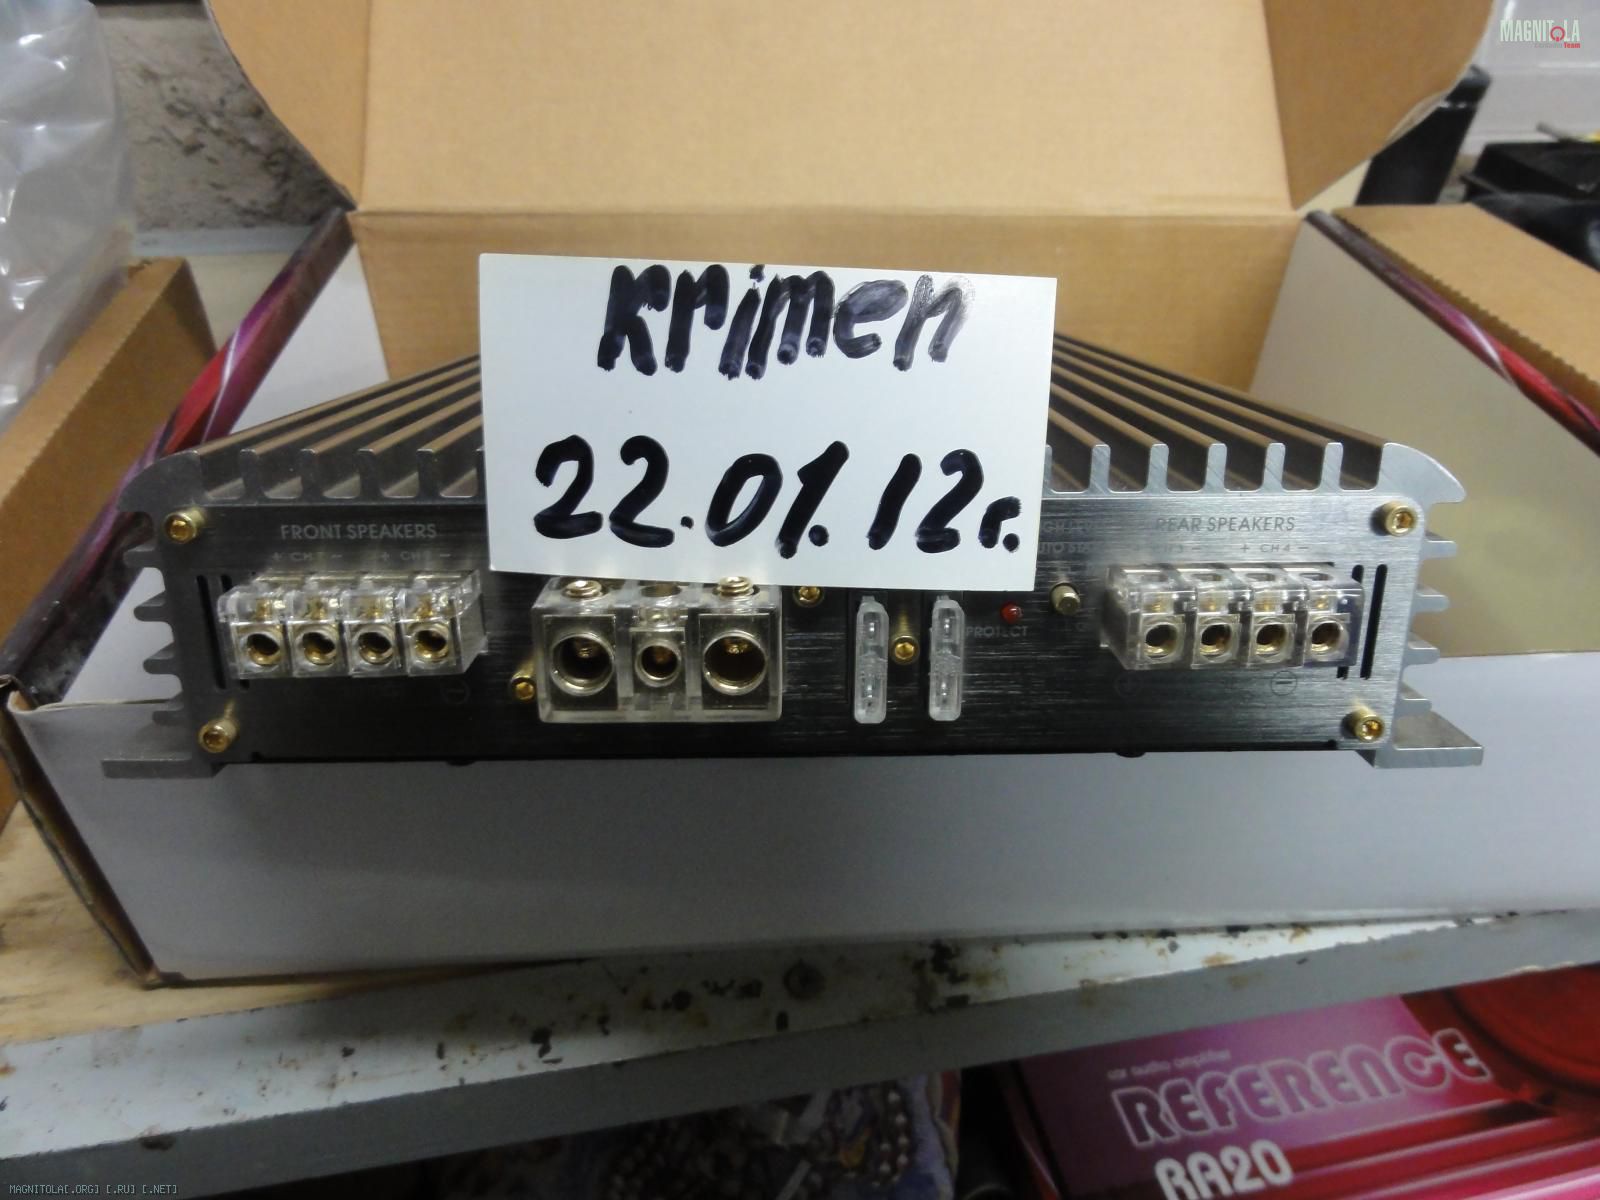 MAGNITOLA
krimen
22.01.12г.
FRONT SPEAKERS
REAR SPEAKERS
+ CH4 -
PROTECT
car audio amplifier
REFERENCE
RA20
MAGNITOLA[.ORG] [.RU] [.NET]